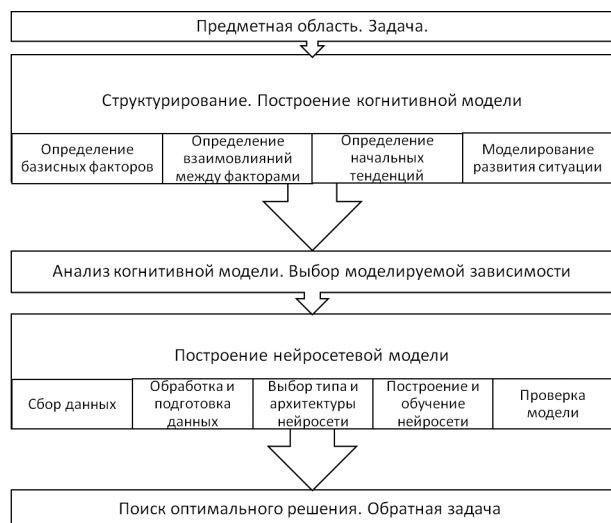 Предметная область. Задача.
Структурирование. Построение когнитивной модели
Определение
базисных факторов
Определение
взаимовлияний
между факторами
Определение
начальных
тенденций
Моделирование
развития ситуации
Анализ когнитивной модели. Выбор моделируемой зависимости
Построение нейросетевой модели
Сбор данных
Обработка и
подготовка
данных
Выбор типа и
архитектуры
нейросети
Построение и
обучение
нейросети
Проверка
модели
Поиск оптимального решения. Обратная задача